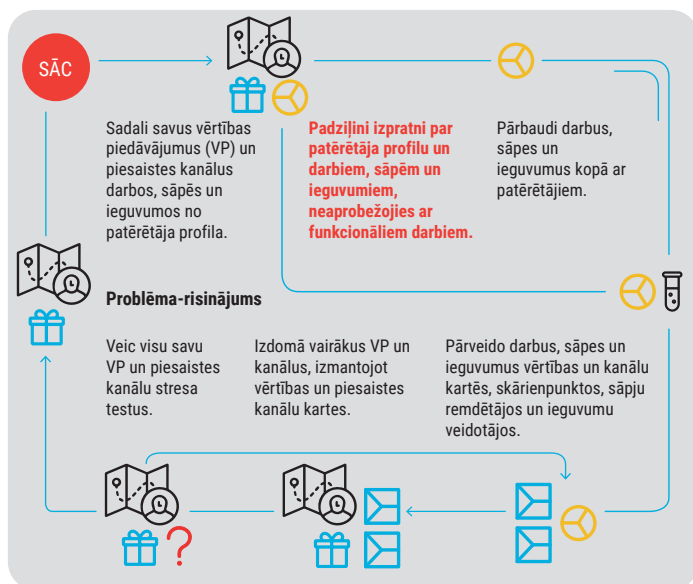 SĀC
Sadali savus vērtības
piedāvājumus (VP) un
piesaistes kanālus
darbos, sāpēs un
ieguvumos no
patērētāja profila.
Padziļini izpratni par
patērētāja profilu un
darbiem, sāpēm un
ieguvumiem,
neaprobežojies ar
funkcionāliem darbiem.
Pārbaudi darbus,
sāpes un
ieguvumus kopā ar
patērētājiem.
Problēma-risinājums
Veic visu savu
VP un piesaistes
kanālu stresa
testus.
Izdomā vairākus VP un
kanālus, izmantojot
vērtības un piesaistes
kanālu kartes.
Pārveido darbus, sāpes un
ieguvumus vērtības un kanālu
kartēs, skārienpunktos, sāpju
remdētājos un ieguvumu
veidotājos.
?